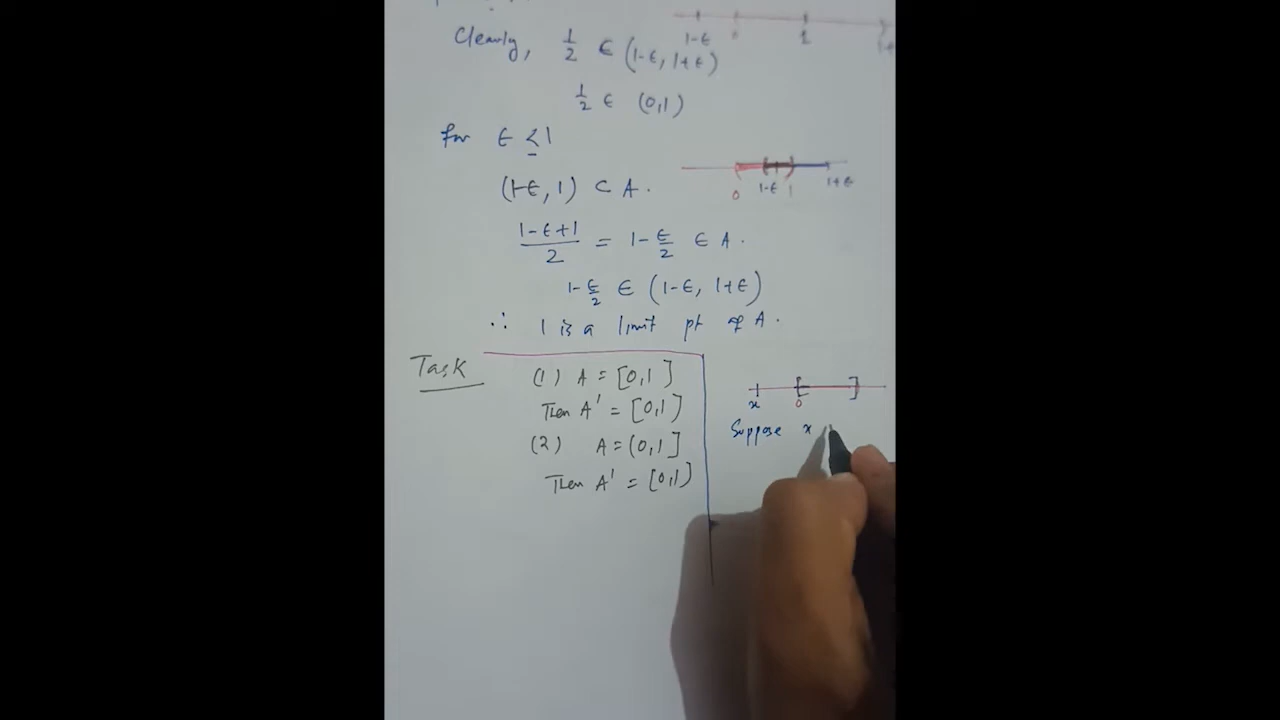 1-ϵ 0 1
Clearly, 1/2 ϵ (1-ϵ, 1+ϵ)
1/2 ϵ (0,1)
for ϵ ≤ 1
(1-ϵ, 1) ⊂ A.
0 1-ϵ 1 1+ϵ
(1-ϵ+1)/2 = 1-ϵ/2 ϵ A.
1-ϵ/2 ϵ (1-ϵ, 1+ϵ)
∴ 1 is a limit pt of A.
Task
(1) A = [0,1]
Then A' = [0,1]
(2) A = (0,1]
Then A' = [0,1]
x 0
Suppose x